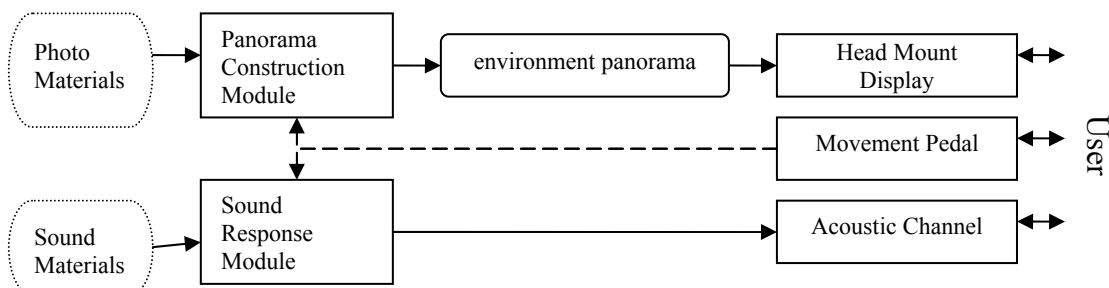 Photo
Materials
Panorama
Construction
Module
environment panorama
Head Mount
Display
Movement Pedal
User
Sound
Materials
Sound
Response
Module
Acoustic Channel